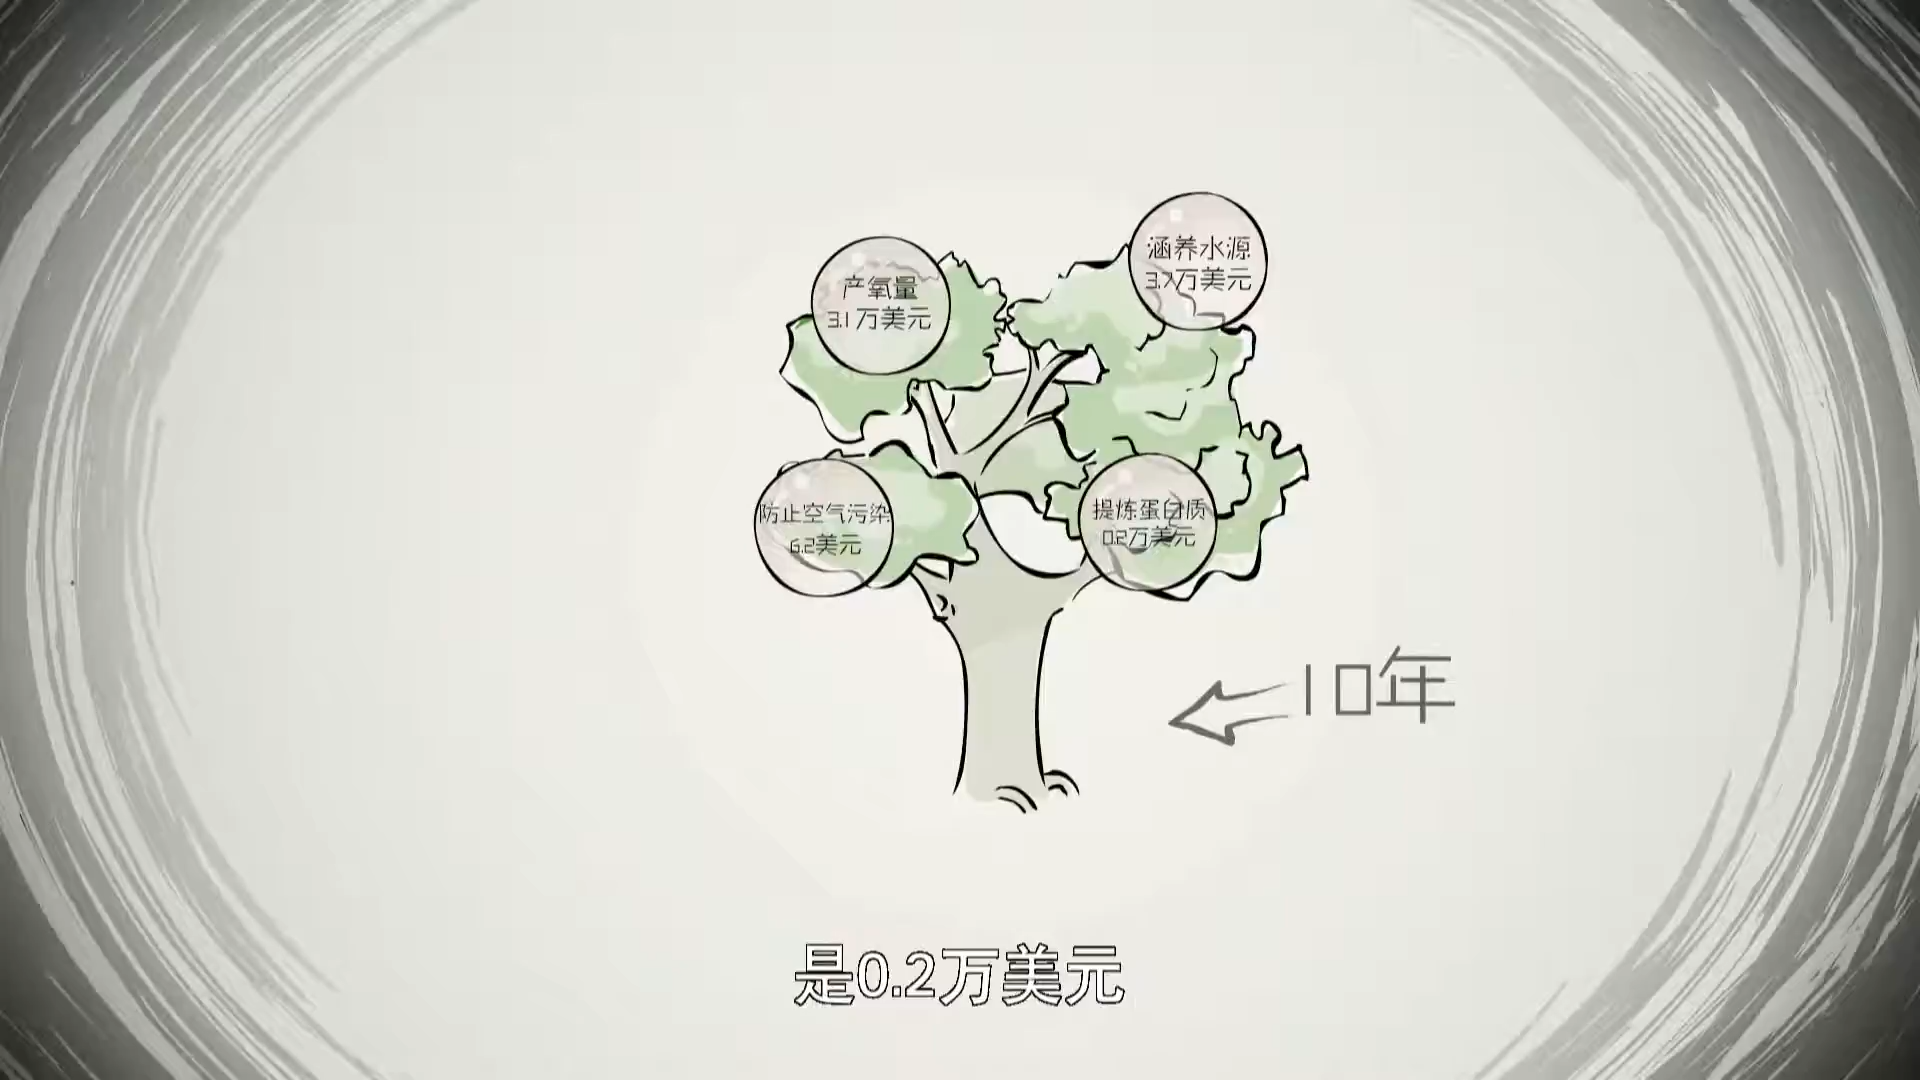 涵养水源
3.7万美元
产氧量
3.1万美元
防止空气污染
6.2美元
提炼蛋白质
0.2万美元
10年
是0.2万美元